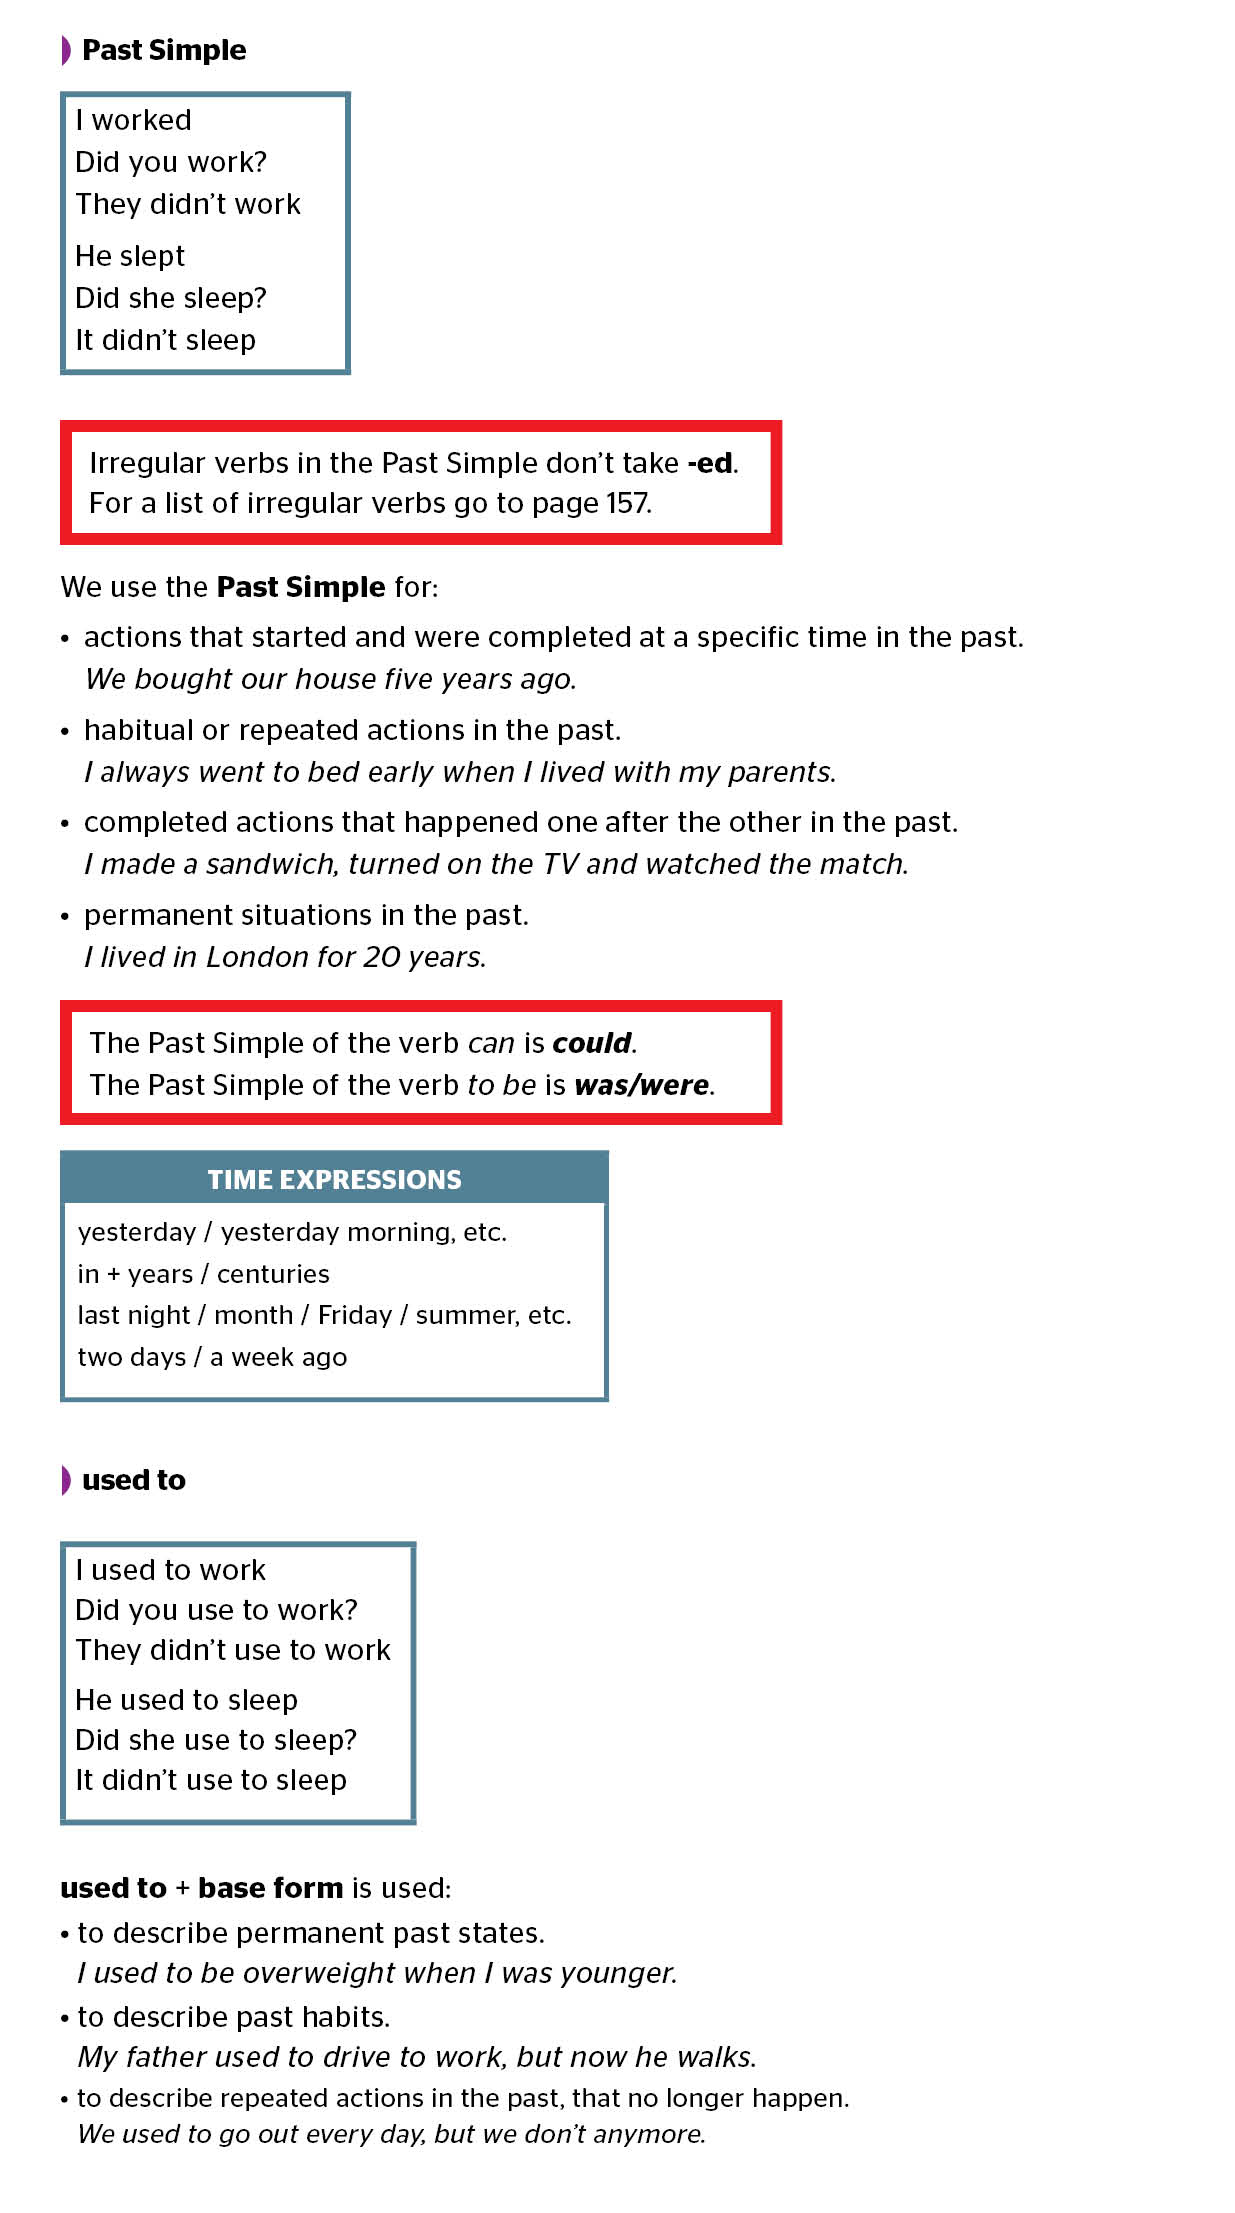 Past Simple
I worked
Did you work?
They didn’t work
He slept
Did she sleep?
It didn’t sleep
Irregular verbs in the Past Simple don’t take -ed.
For a list of irregular verbs go to page 157.
We use the Past Simple for:
• actions that started and were completed at a specific time in the past.
We bought our house five years ago.
• habitual or repeated actions in the past.
I always went to bed early when I lived with my parents.
• completed actions that happened one after the other in the past.
I made a sandwich, turned on the TV and watched the match.
• permanent situations in the past.
I lived in London for 20 years.
The Past Simple of the verb can is could.
The Past Simple of the verb to be is was/were.
TIME EXPRESSIONS
yesterday / yesterday morning, etc.
in + years / centuries
last night / month / Friday / summer, etc.
two days / a week ago
used to
I used to work
Did you use to work?
They didn’t use to work
He used to sleep
Did she use to sleep?
It didn’t use to sleep
used to + base form is used:
• to describe permanent past states.
I used to be overweight when I was younger.
• to describe past habits.
My father used to drive to work, but now he walks.
• to describe repeated actions in the past, that no longer happen.
We used to go out every day, but we don’t anymore.